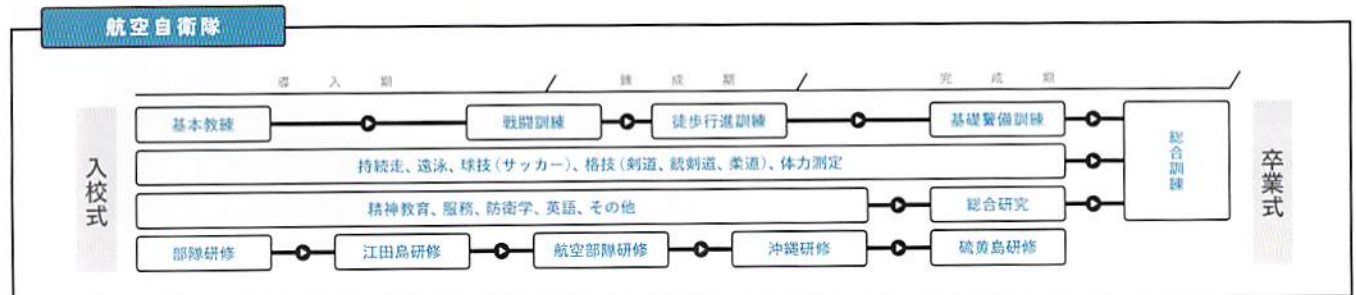 航空自衛隊
導入期
錬成期
完成期
入校式
基本教練
戦闘訓練
徒歩行進訓練
基礎警備訓練
総合訓練
卒業式
持続走、遠泳、球技(サッカー)、格技(剣道、銃剣道、柔道)、体力測定
精神教育、服務、防衛学、英語、その他
総合研究
部隊研修
江田島研修
航空部隊研修
沖縄研修
硫黄島研修